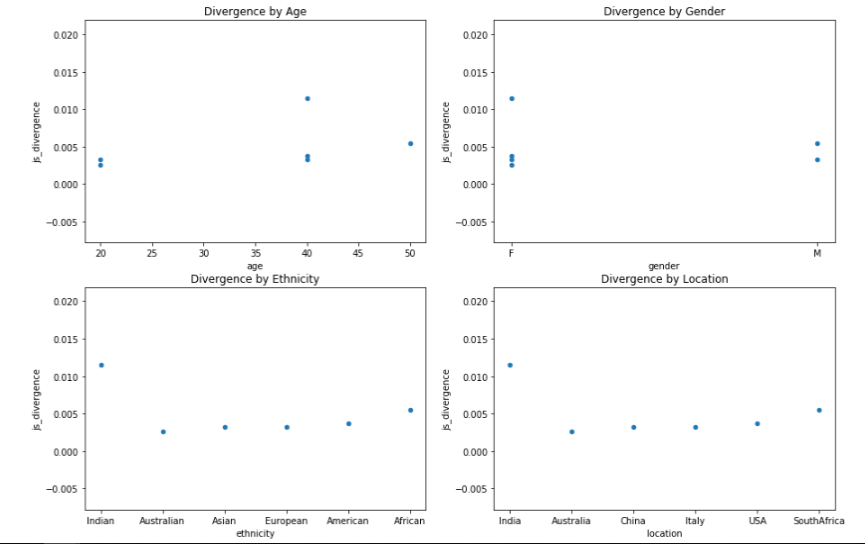 Divergence by Age
0.020
0.015
0.010
0.005
0.000
−0.005
js_divergence
20 25 30 35 40 45 50
age
Divergence by Gender
0.020
0.015
0.010
0.005
0.000
−0.005
js_divergence
F M
gender
Divergence by Ethnicity
0.020
0.015
0.010
0.005
0.000
−0.005
js_divergence
Indian Australian Asian European American African
ethnicity
Divergence by Location
0.020
0.015
0.010
0.005
0.000
−0.005
js_divergence
India Australia China Italy USA SouthAfrica
location